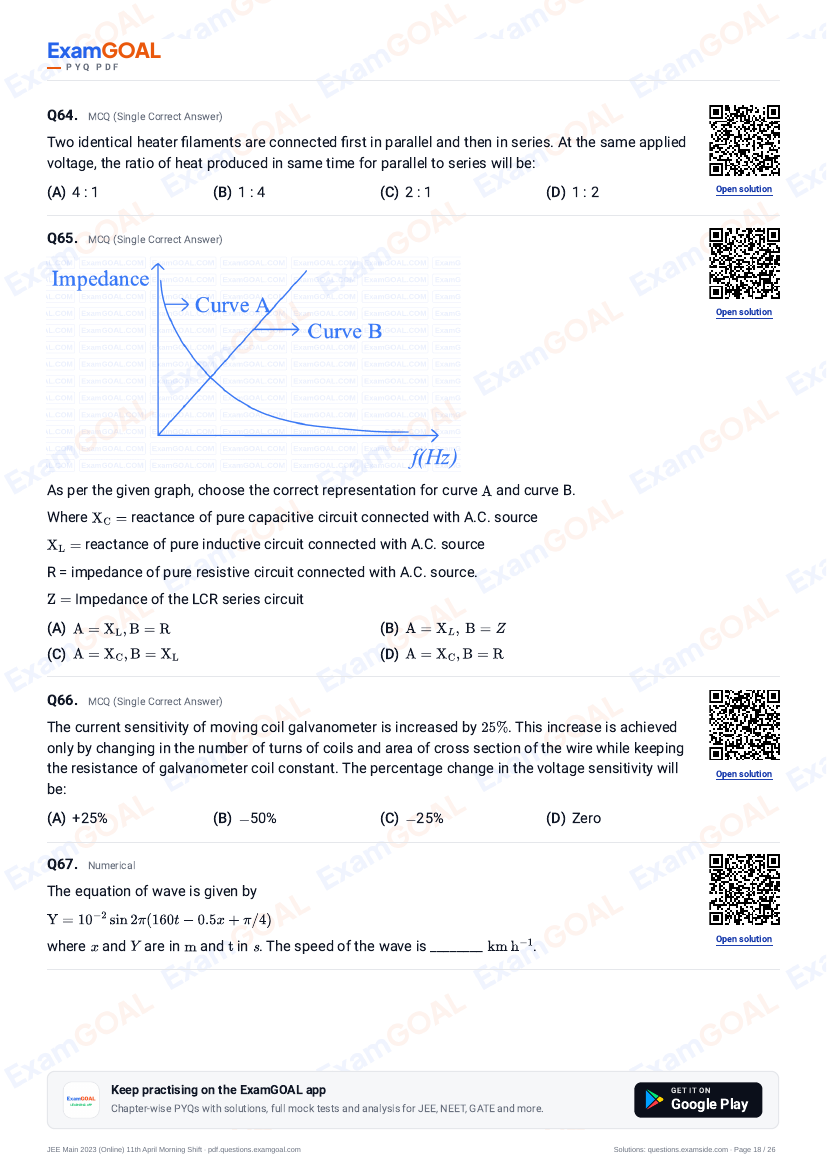 ExamGOAL
PYQ PDF
Q64. MCQ (Single Correct Answer)
Two identical heater filaments are connected first in parallel and then in series. At the same applied
voltage, the ratio of heat produced in same time for parallel to series will be:
(A) 4 : 1 (B) 1 : 4 (C) 2 : 1 (D) 1 : 2
Open solution
Q65. MCQ (Single Correct Answer)
Open solution
Impedance
Curve A
Curve B
f(Hz)
As per the given graph, choose the correct representation for curve A and curve B.
Where X_C = reactance of pure capacitive circuit connected with A.C. source
X_L = reactance of pure inductive circuit connected with A.C. source
R = impedance of pure resistive circuit connected with A.C. source.
Z = Impedance of the LCR series circuit
(A) A = X_L, B = R (B) A = X_L, B = Z
(C) A = X_C, B = X_L (D) A = X_C, B = R
Q66. MCQ (Single Correct Answer)
The current sensitivity of moving coil galvanometer is increased by 25%. This increase is achieved
only by changing in the number of turns of coils and area of cross section of the wire while keeping
the resistance of galvanometer coil constant. The percentage change in the voltage sensitivity will
be:
(A) +25% (B) −50% (C) −25% (D) Zero
Open solution
Q67. Numerical
The equation of wave is given by
Y = 10⁻² sin 2π(160t − 0.5x + π/4)
where x and Y are in m and t in s. The speed of the wave is ________ km h⁻¹.
Open solution
Keep practising on the ExamGOAL app
Chapter-wise PYQs with solutions, full mock tests and analysis for JEE, NEET, GATE and more.
GET IT ON
Google Play
JEE Main 2023 (Online) 11th April Morning Shift · pdf.questions.examgoal.com
Solutions: questions.examside.com · Page 18 / 26